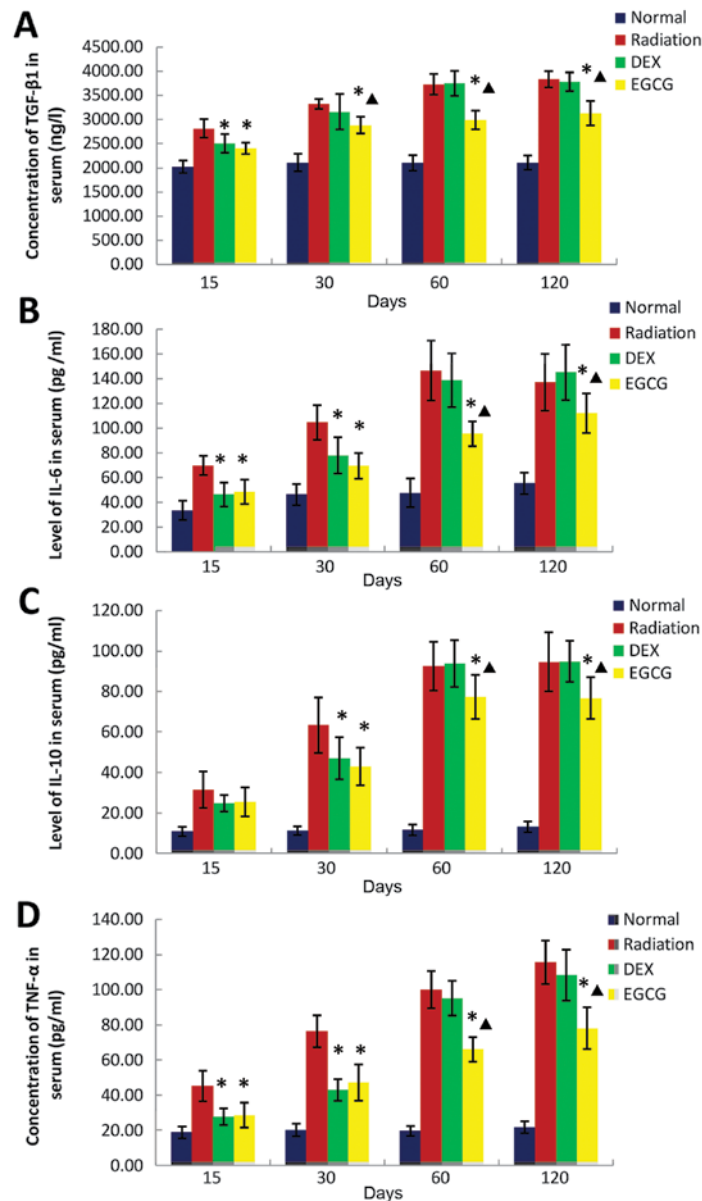 A
Concentration of TGF-β1 in
serum (ng/l)
4500.00
4000.00
3500.00
3000.00
2500.00
2000.00
1500.00
1000.00
500.00
0.00
* * *▲ *▲ *▲
15 30 60 120
Days
Normal
Radiation
DEX
EGCG
B
Level of IL-6 in serum (pg /ml)
180.00
160.00
140.00
120.00
100.00
80.00
60.00
40.00
20.00
0.00
* * * * *▲ *▲
15 30 60 120
Days
Normal
Radiation
DEX
EGCG
C
Level of IL-10 in serum (pg/ml)
120.00
100.00
80.00
60.00
40.00
20.00
0.00
* * *▲ *▲
15 30 60 120
Days
Normal
Radiation
DEX
EGCG
D
Concentration of TNF-α in
serum (pg/ml)
140.00
120.00
100.00
80.00
60.00
40.00
20.00
0.00
* * * * *▲ *▲
15 30 60 120
Days
Normal
Radiation
DEX
EGCG